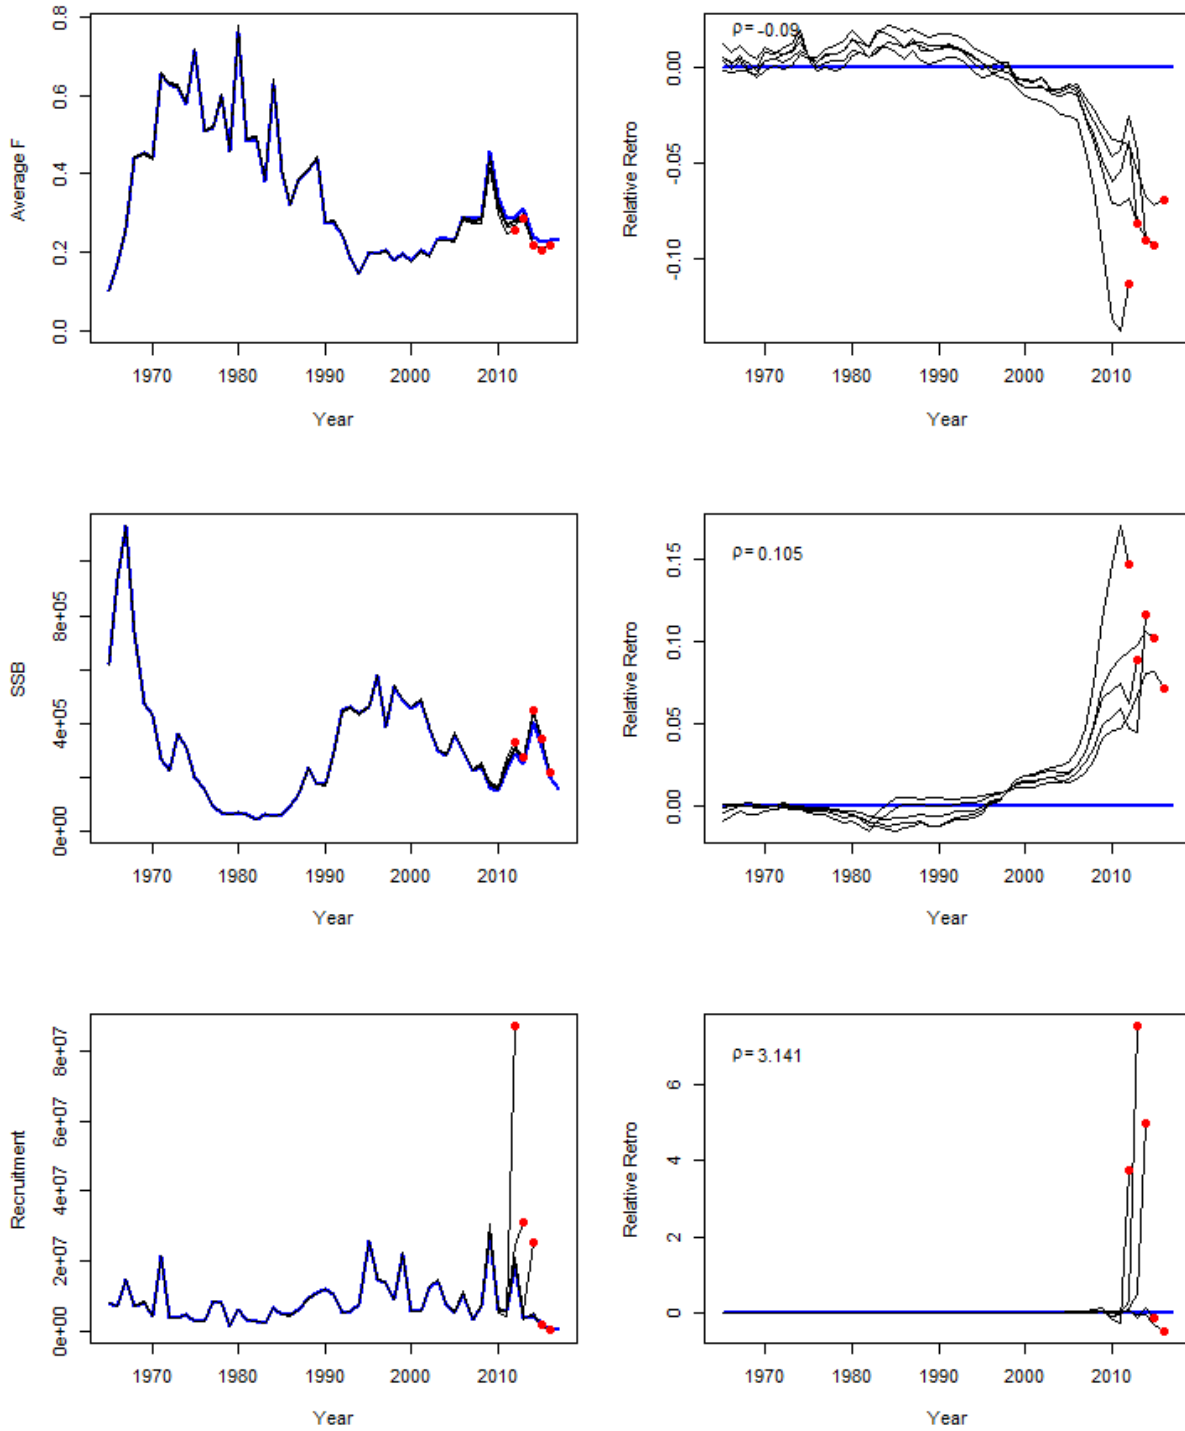 Average F
0.0 0.2 0.4 0.6 0.8
1970 1980 1990 2000 2010
Year
Relative Retro
-0.10 -0.05 0.00
ρ = -0.09
1970 1980 1990 2000 2010
Year
SSB
0e+00 4e+05 8e+05
1970 1980 1990 2000 2010
Year
Relative Retro
0.00 0.05 0.10 0.15
ρ = 0.105
1970 1980 1990 2000 2010
Year
Recruitment
0e+00 2e+07 4e+07 6e+07 8e+07
1970 1980 1990 2000 2010
Year
Relative Retro
0 2 4 6
ρ = 3.141
1970 1980 1990 2000 2010
Year